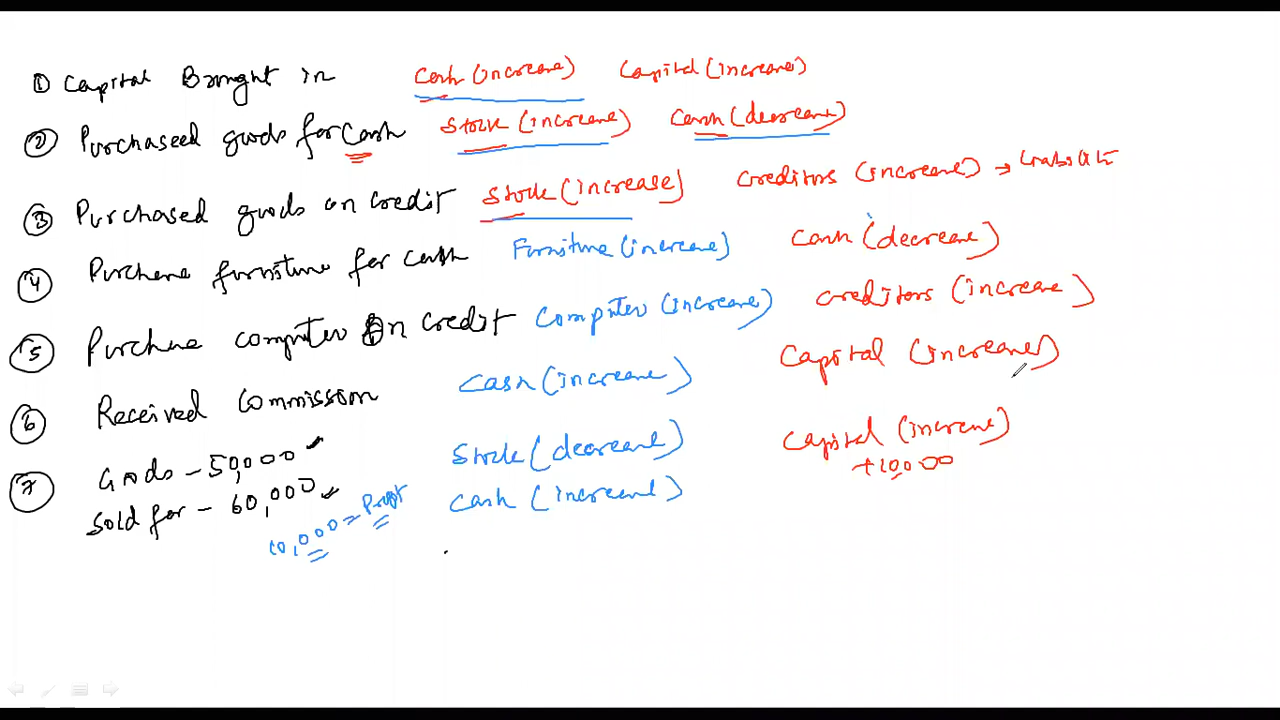 ① Capital Brought in Cash (increase) Capital (increase)
② Purchaseed goods for Cash Stock (increase) Cash (decrease)
③ Purchased goods on credit Stock (increase) Creditors (increase) →
④ Purchase furniture for cash Furniture (increase) Cash (decrease)
⑤ Purchase computer on credit Computer (increase) Creditors (increase)
⑥ Received Commission Cash (increase) Capital (increase)
⑦ Goods - 50,000 Stock (decrease) Capital (increase)
+10,000
Sold for - 60,000 Cash (increase)
10,000 = Profit